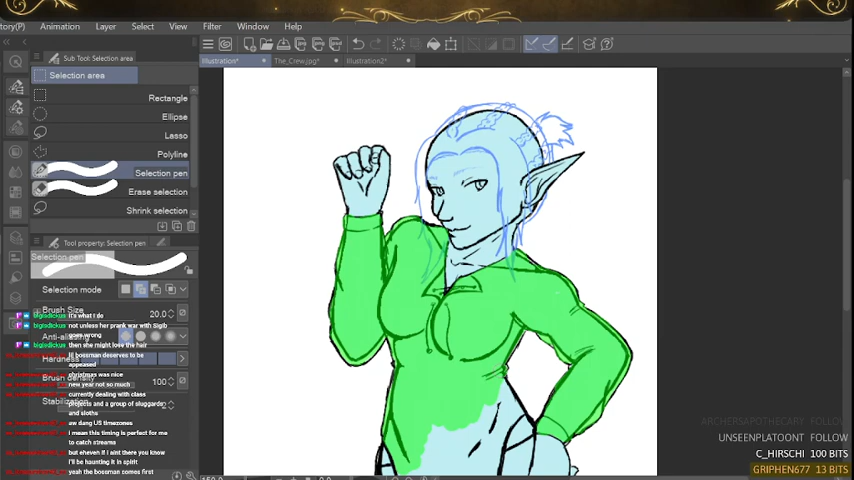 tory(P) Animation Layer Select View Filter Window Help
Sub Tool: Selection area
Illustration* The_Crew.jpg* Illustration2*
Selection area
Rectangle
Ellipse
Lasso
Polyline
Selection pen
Erase selection
Shrink selection
Tool property: Selection pen
Selection pen
Selection mode
Brush Size 20.0
Anti-aliasing
Hardness
Brush density 100
Stabilization
it's what I do
bigladickus not unless her prank war with Sigib
goes wrong
bigladickus then she might love the hair
lil bossman deserves to be
appeased
christmas was nice
new year not so much
currently dealing with class
projects and a group of sluggards
and sloths
aw dang US timezones
i mean this timing is perfect for me
to catch streams
but eheven if i aint there you know
i'll be haunting it in spirit
yeah the bossman comes first
ARCHERSAPOTHECARY FOLLOW
UNSEENPLATOONT FOLLOW
C_HIRSCHI 100 BITS
GRIPHEN677 13 BITS